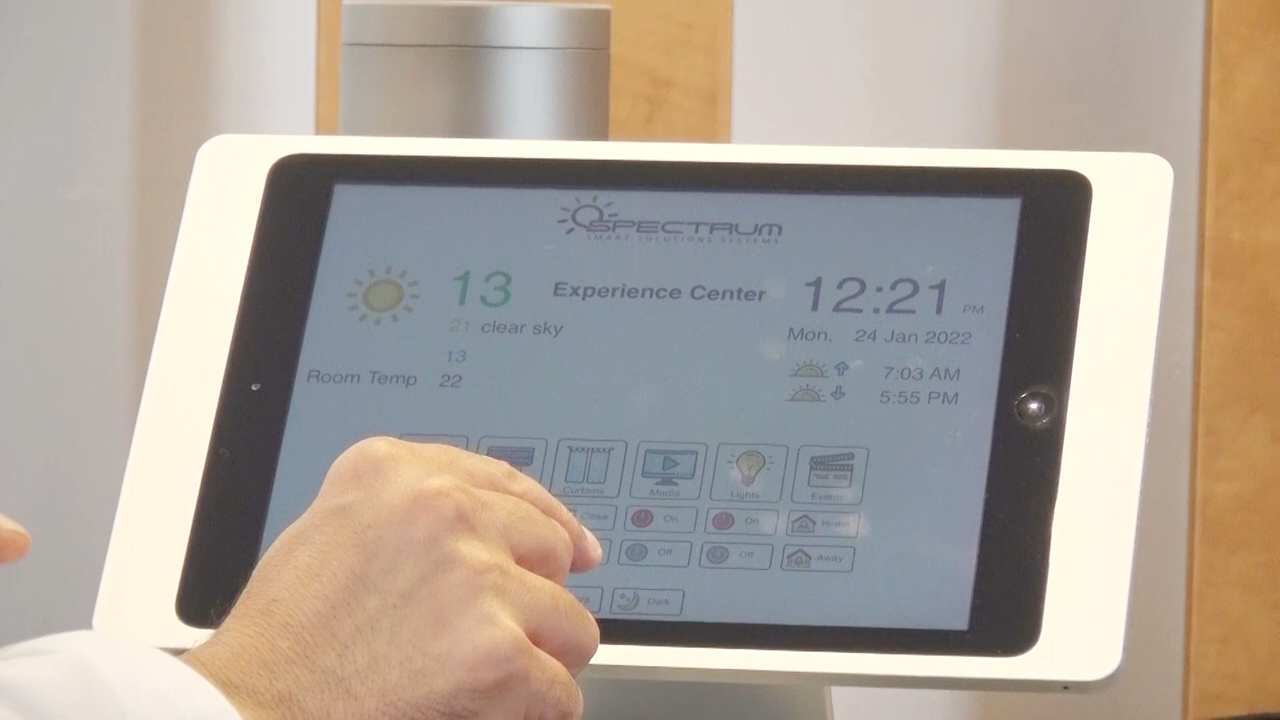 SPECTRUM
SMART SOLUTIONS SYSTEMS
13
Experience Center
12:21 PM
21 clear sky
Mon. 24 Jan 2022
13
Room Temp 22
7:03 AM
5:55 PM
Curtains
Media
Lights
Events
Close
On
On
Home
Off
Off
Away
Dark